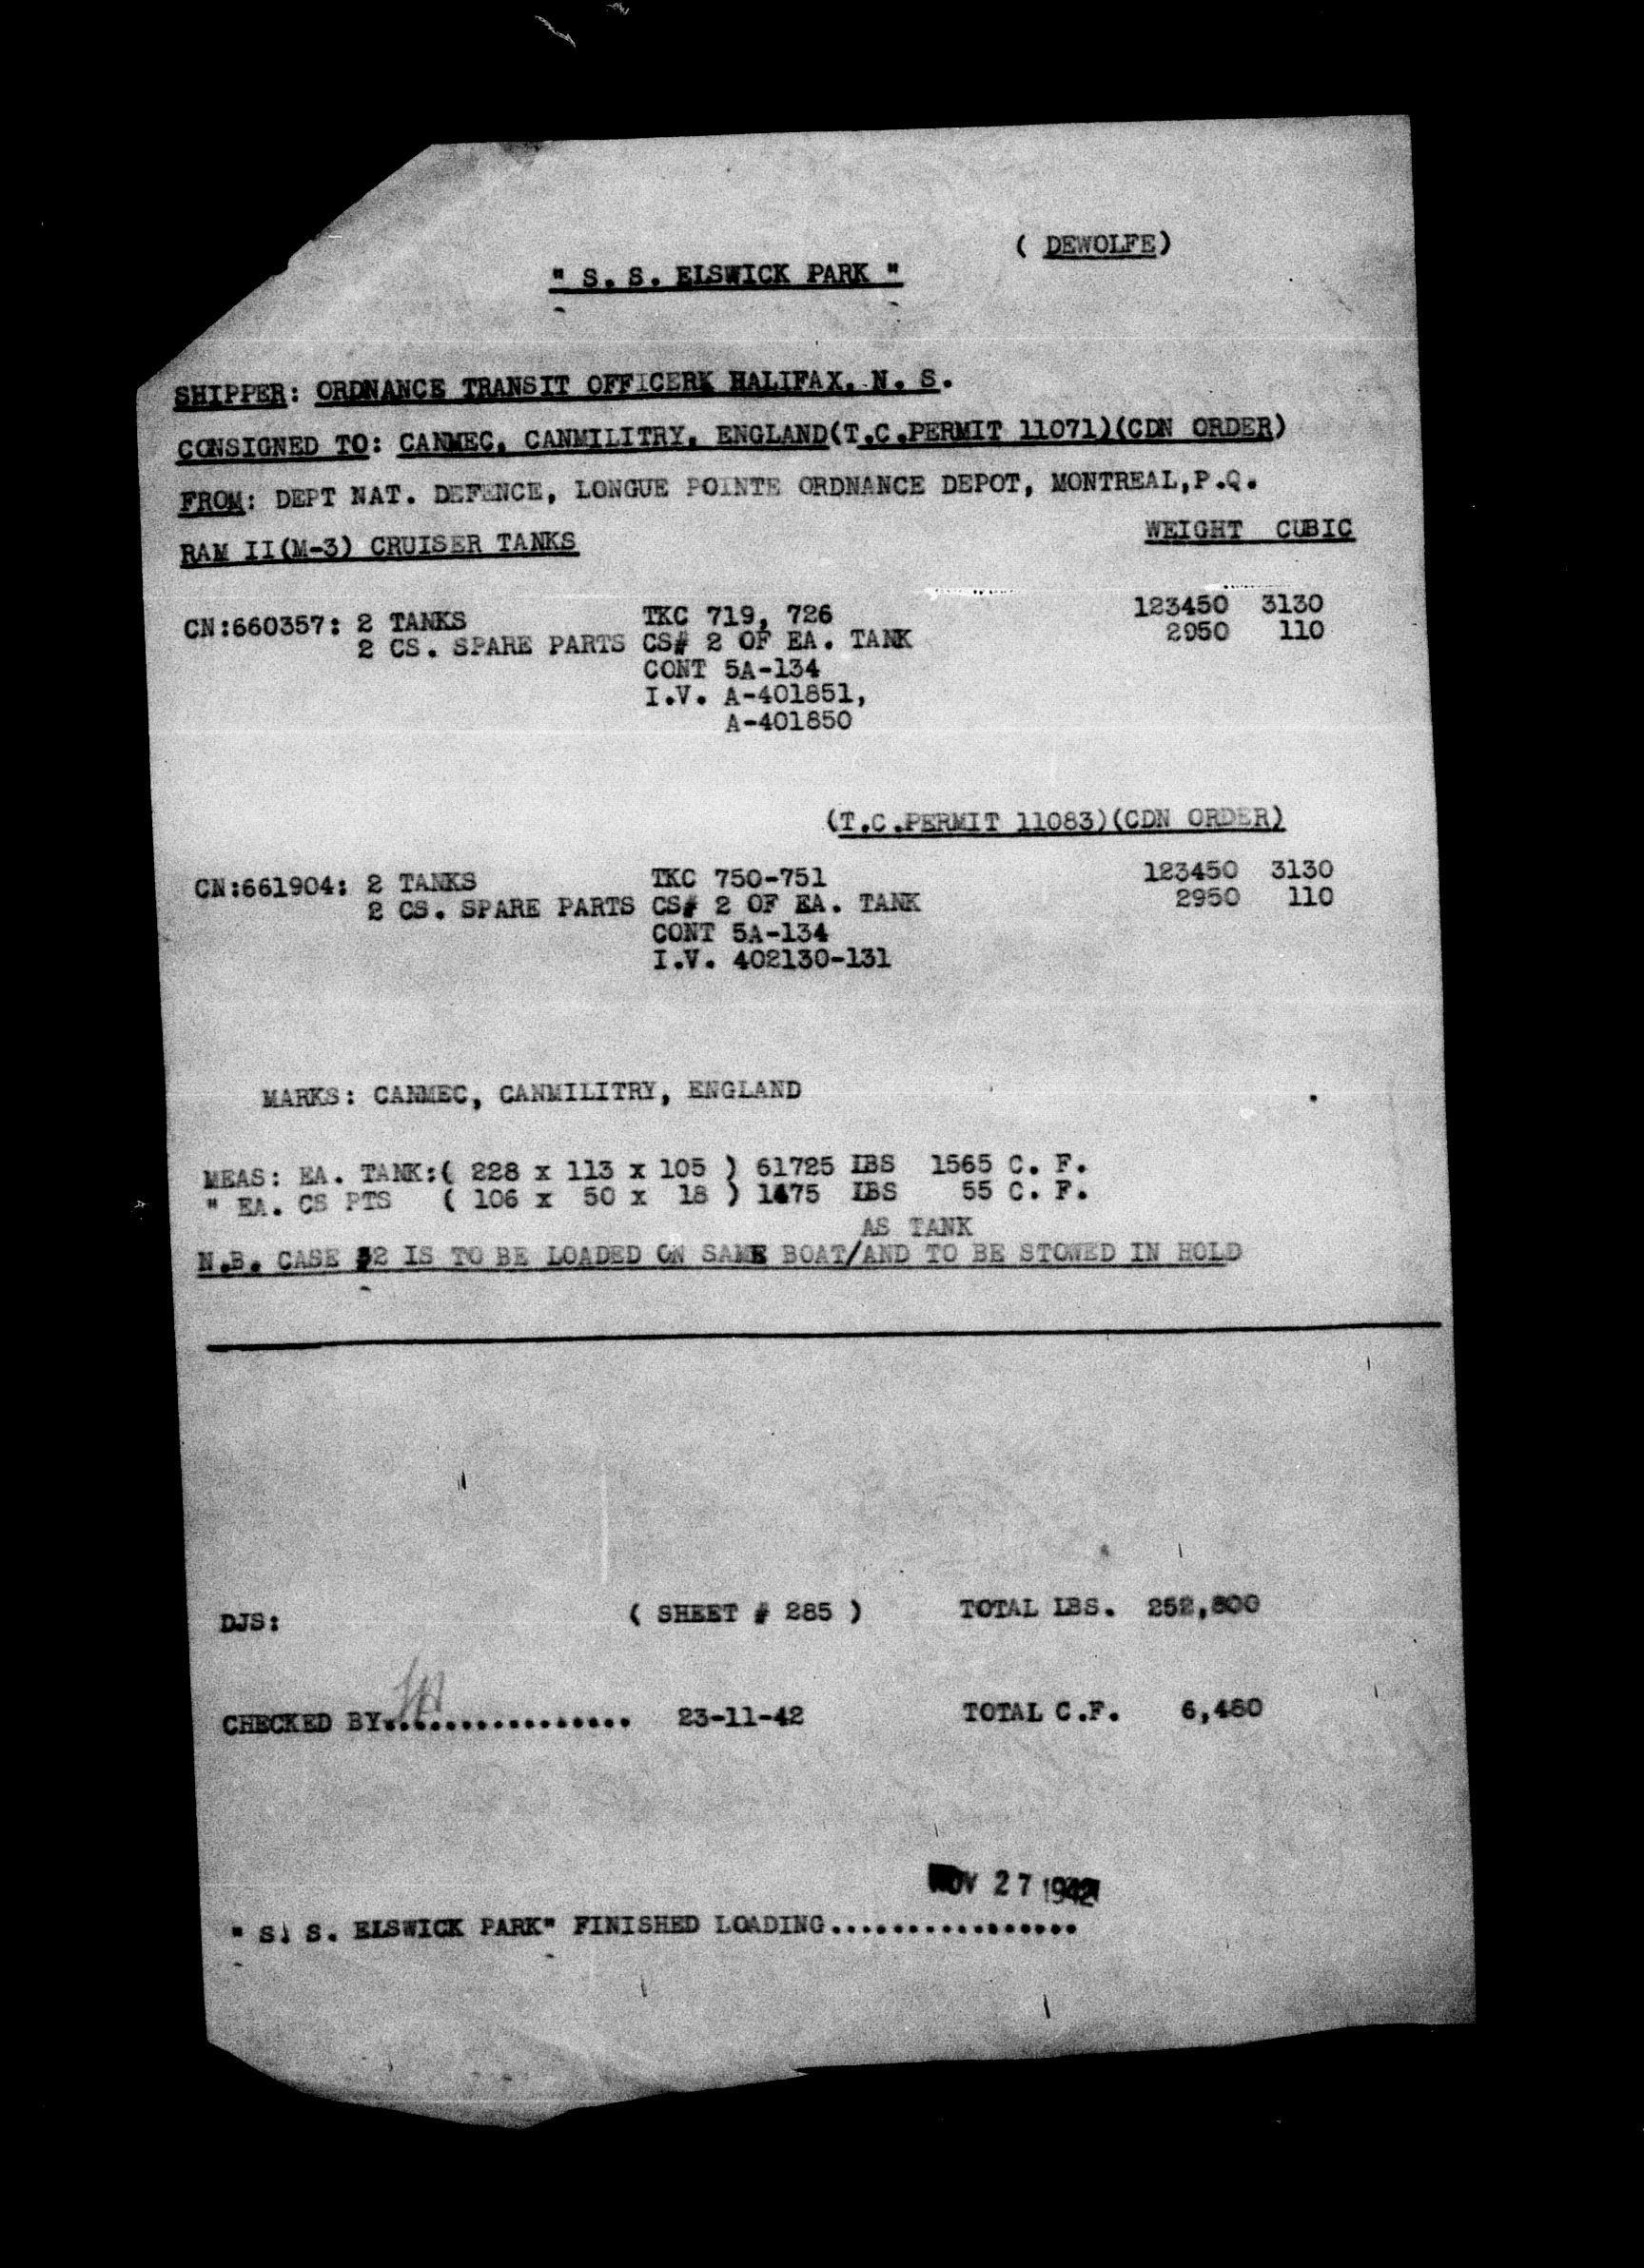 ( DEWOLFE)
" S. S. ELSWICK PARK "
SHIPPER: ORDNANCE TRANSIT OFFICERK HALIFAX. N. S.
CONSIGNED TO: CANMEC, CANMILITRY, ENGLAND(T.C.PERMIT 11071)(CDN ORDER)
FROM: DEPT NAT. DEFENCE, LONGUE POINTE ORDNANCE DEPOT, MONTREAL,P.Q.
RAM II(M-3) CRUISER TANKS WEIGHT CUBIC
CN:660357: 2 TANKS TKC 719, 726 123450 3130
2 CS. SPARE PARTS CS# 2 OF EA. TANK 2950 110
CONT 5A-134
I.V. A-401851,
A-401850
(T.C.PERMIT 11083)(CDN ORDER)
CN:661904: 2 TANKS TKC 750-751 123450 3130
2 CS. SPARE PARTS CS# 2 OF EA. TANK 2950 110
CONT 5A-134
I.V. 402130-131
MARKS: CANMEC, CANMILITRY, ENGLAND
MEAS: EA. TANK:( 228 x 113 x 105 ) 61725 LBS 1565 C. F.
" EA. CS PTS ( 106 x 50 x 18 ) 1475 LBS 55 C. F.
AS TANK
N.B. CASE #2 IS TO BE LOADED ON SAME BOAT/AND TO BE STOWED IN HOLD
DJS: ( SHEET # 285 ) TOTAL LBS. 252,800
CHECKED BY................ 23-11-42 TOTAL C.F. 6,480
NOV 27 1942
" S. S. ELSWICK PARK" FINISHED LOADING................